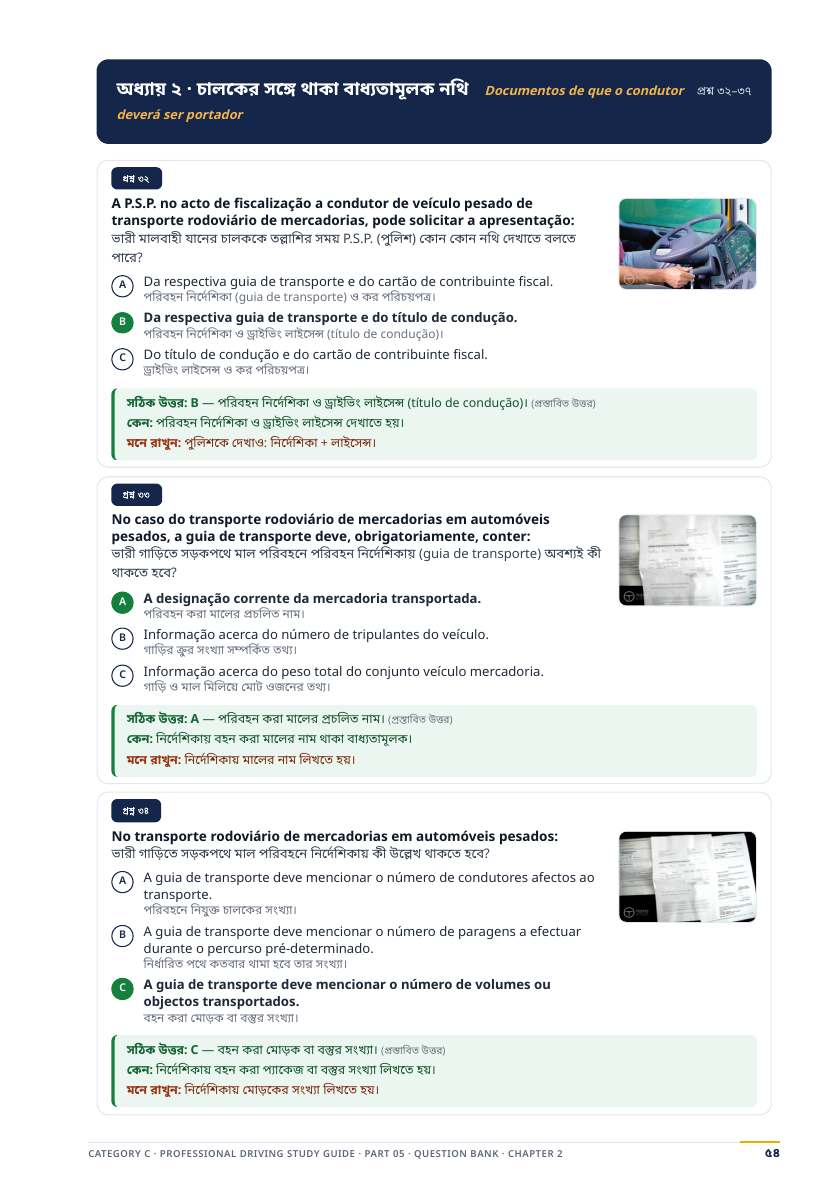 অধ্যায় ২ · চালকের সঙ্গে থাকা বাধ্যতামূলক নথি Documentos de que o condutor প্রশ্ন ৩২–৩৭
deverá ser portador
প্রশ্ন ৩২
A P.S.P. no acto de fiscalização a condutor de veículo pesado de
transporte rodoviário de mercadorias, pode solicitar a apresentação:
ভারী মালবাহী যানের চালককে তল্লাশির সময় P.S.P. (পুলিশ) কোন কোন নথি দেখাতে বলতে
পারে?
A Da respectiva guia de transporte e do cartão de contribuinte fiscal.
পরিবহন নির্দেশিকা (guia de transporte) ও কর পরিচয়পত্র।
B Da respectiva guia de transporte e do título de condução.
পরিবহন নির্দেশিকা ও ড্রাইভিং লাইসেন্স (título de condução)।
C Do título de condução e do cartão de contribuinte fiscal.
ড্রাইভিং লাইসেন্স ও কর পরিচয়পত্র।
সঠিক উত্তর: B — পরিবহন নির্দেশিকা ও ড্রাইভিং লাইসেন্স (título de condução)। (প্রস্তাবিত উত্তর)
কেন: পরিবহন নির্দেশিকা ও ড্রাইভিং লাইসেন্স দেখাতে হয়।
মনে রাখুন: পুলিশকে দেখাও: নির্দেশিকা + লাইসেন্স।
প্রশ্ন ৩৩
No caso do transporte rodoviário de mercadorias em automóveis
pesados, a guia de transporte deve, obrigatoriamente, conter:
ভারী গাড়িতে সড়কপথে মাল পরিবহনে পরিবহন নির্দেশিকায় (guia de transporte) অবশ্যই কী
থাকতে হবে?
A A designação corrente da mercadoria transportada.
পরিবহন করা মালের প্রচলিত নাম।
B Informação acerca do número de tripulantes do veículo.
গাড়ির ক্রুর সংখ্যা সম্পর্কিত তথ্য।
C Informação acerca do peso total do conjunto veículo mercadoria.
গাড়ি ও মাল মিলিয়ে মোট ওজনের তথ্য।
সঠিক উত্তর: A — পরিবহন করা মালের প্রচলিত নাম। (প্রস্তাবিত উত্তর)
কেন: নির্দেশিকায় বহন করা মালের নাম থাকা বাধ্যতামূলক।
মনে রাখুন: নির্দেশিকায় মালের নাম লিখতে হয়।
প্রশ্ন ৩৪
No transporte rodoviário de mercadorias em automóveis pesados:
ভারী গাড়িতে সড়কপথে মাল পরিবহনে নির্দেশিকায় কী উল্লেখ থাকতে হবে?
A A guia de transporte deve mencionar o número de condutores afectos ao
transporte.
পরিবহনে নিযুক্ত চালকের সংখ্যা।
B A guia de transporte deve mencionar o número de paragens a efectuar
durante o percurso pré-determinado.
নির্ধারিত পথে কতবার থামা হবে তার সংখ্যা।
C A guia de transporte deve mencionar o número de volumes ou
objectos transportados.
বহন করা মোড়ক বা বস্তুর সংখ্যা।
সঠিক উত্তর: C — বহন করা মোড়ক বা বস্তুর সংখ্যা। (প্রস্তাবিত উত্তর)
কেন: নির্দেশিকায় বহন করা প্যাকেজ বা বস্তুর সংখ্যা লিখতে হয়।
মনে রাখুন: নির্দেশিকায় মোড়কের সংখ্যা লিখতে হয়।
CATEGORY C · PROFESSIONAL DRIVING STUDY GUIDE · PART 05 · QUESTION BANK · CHAPTER 2